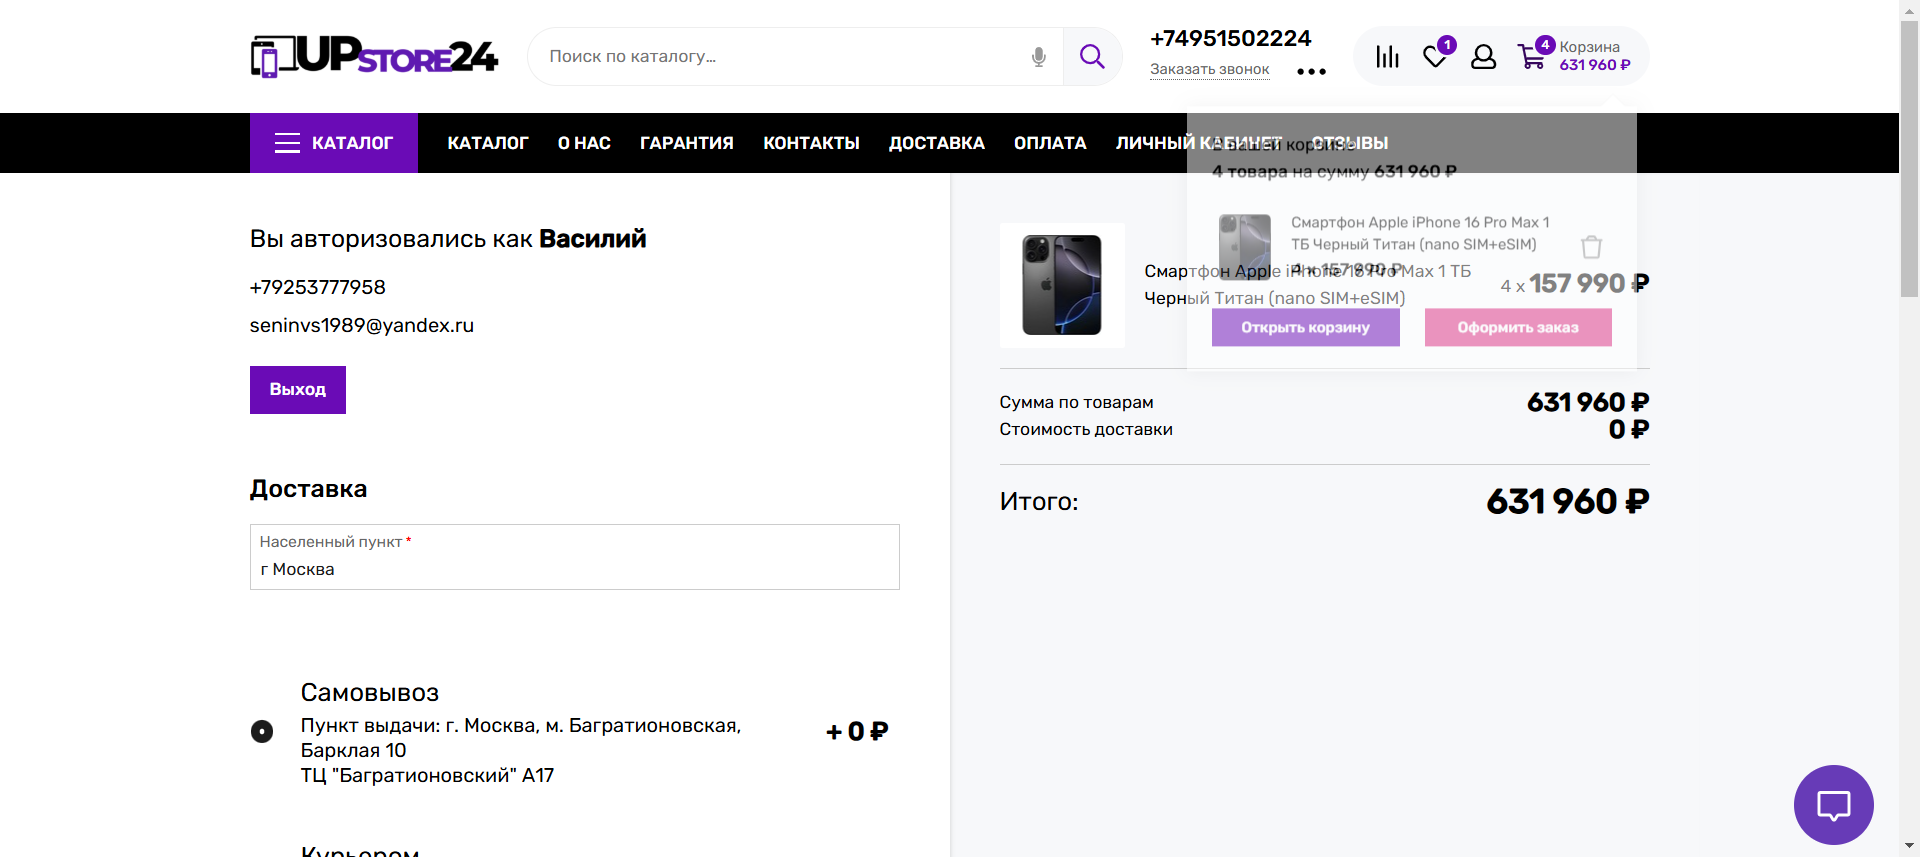 UPSTORE24
Поиск по каталогу...
+74951502224
Заказать звонок
1
4
Корзина
631 960 ₽
КАТАЛОГ
КАТАЛОГ
О НАС
ГАРАНТИЯ
КОНТАКТЫ
ДОСТАВКА
ОПЛАТА
ЛИЧНЫЙ КАБИНЕТ
ОТЗЫВЫ
В вашей корзине
4 товара на сумму 631 960 ₽
Смартфон Apple iPhone 16 Pro Max 1
ТБ Черный Титан (nano SIM+eSIM)
4 x 157 990 ₽
Открыть корзину
Оформить заказ
Вы авторизовались как Василий
+79253777958
seninvs1989@yandex.ru
Выход
Доставка
Населенный пункт *
г Москва
Самовывоз
Пункт выдачи: г. Москва, м. Багратионовская,
Барклая 10
ТЦ "Багратионовский" А17
+ 0 ₽
Курьером
Смартфон Apple iPhone 16 Pro Max 1 ТБ
Черный Титан (nano SIM+eSIM)
4 x 157 990 ₽
Сумма по товарам
631 960 ₽
Стоимость доставки
0 ₽
Итого:
631 960 ₽